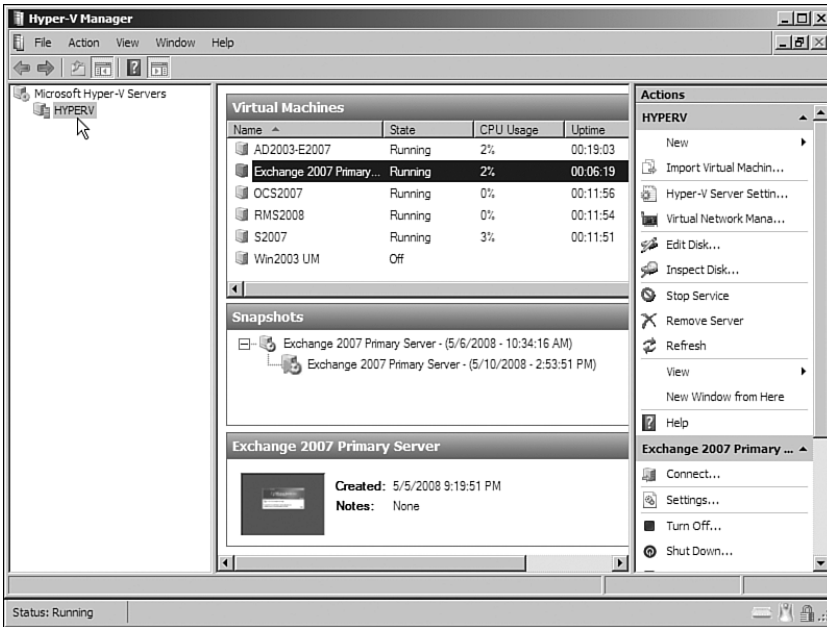 Hyper-V Manager
File Action View Window Help
Microsoft Hyper-V Servers
HYPERV
Virtual Machines
Name State CPU Usage Uptime
AD2003-E2007 Running 2% 00:19:03
Exchange 2007 Primary... Running 2% 00:06:19
OCS2007 Running 0% 00:11:56
RMS2008 Running 0% 00:11:54
S2007 Running 3% 00:11:51
Win2003 UM Off
Snapshots
Exchange 2007 Primary Server - (5/6/2008 - 10:34:16 AM)
Exchange 2007 Primary Server - (5/10/2008 - 2:53:51 PM)
Exchange 2007 Primary Server
Created: 5/5/2008 9:19:51 PM
Notes: None
Actions
HYPERV
New
Import Virtual Machin...
Hyper-V Server Settin...
Virtual Network Mana...
Edit Disk...
Inspect Disk...
Stop Service
Remove Server
Refresh
View
New Window from Here
Help
Exchange 2007 Primary ...
Connect...
Settings...
Turn Off...
Shut Down...
Status: Running